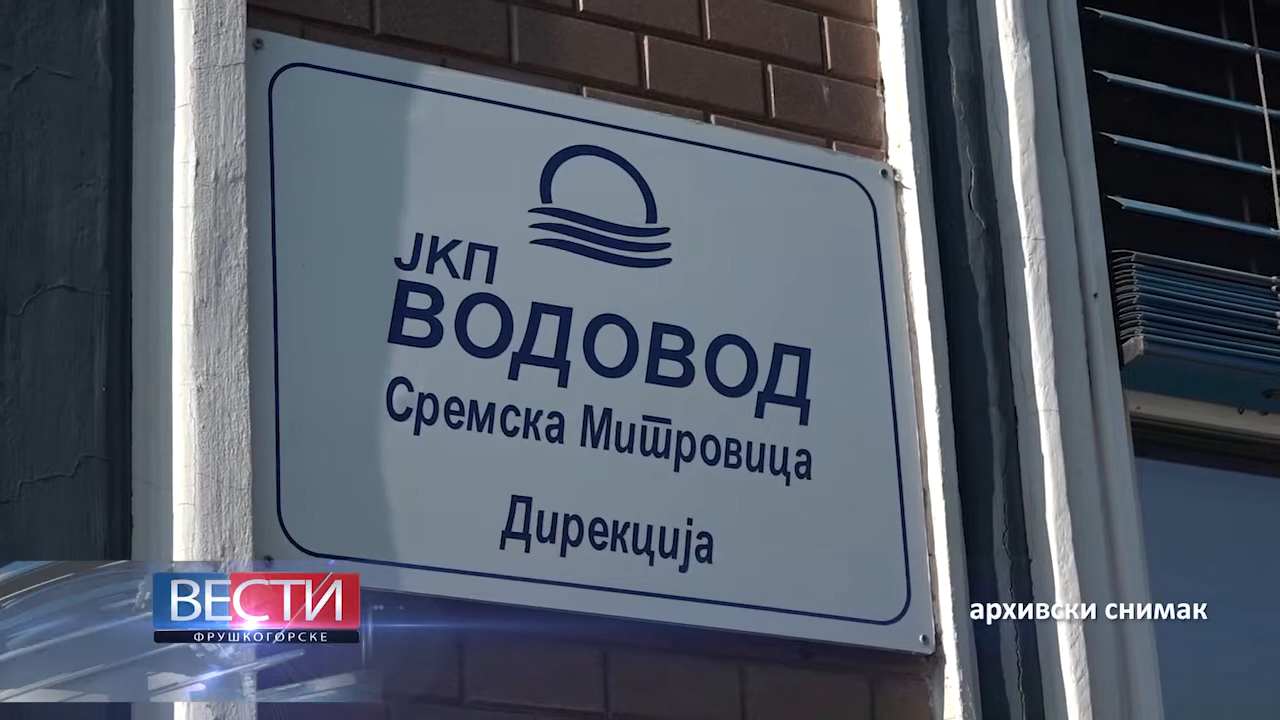 ЈКП
ВОДОВОД
Сремска Митровица
Дирекција
ВЕСТИ
ФРУШКОГОРСКЕ
архивски снимак